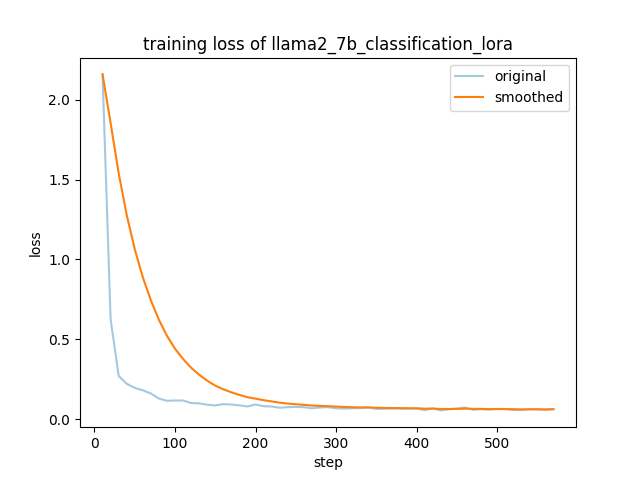 training loss of llama2_7b_classification_lora
original
smoothed
2.0
1.5
1.0
0.5
0.0
loss
0 100 200 300 400 500
step